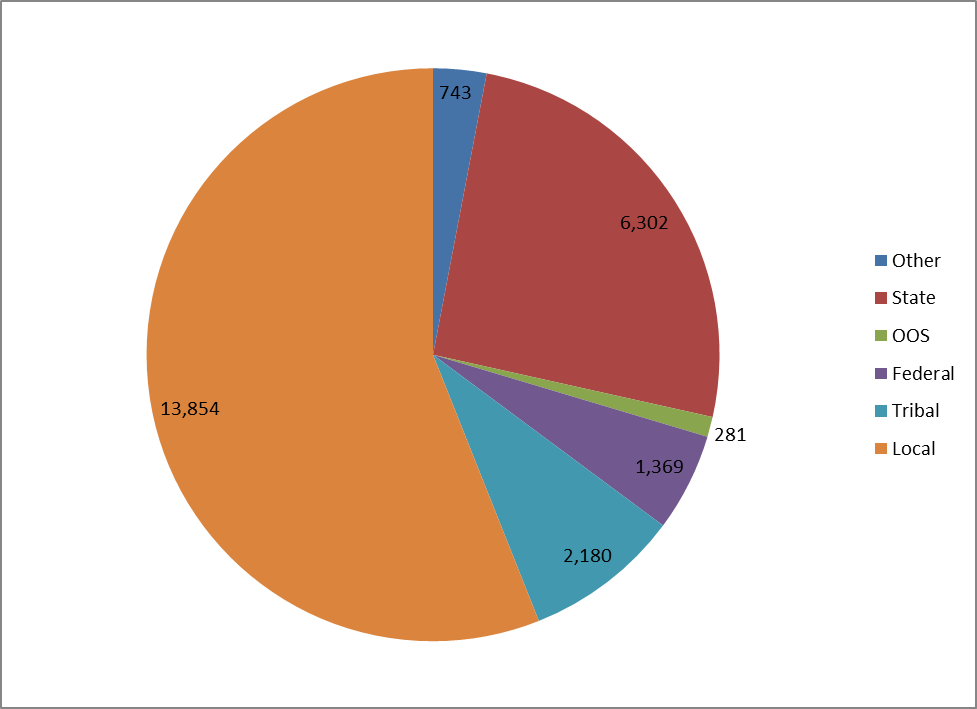 743
6,302
13,854
281
1,369
2,180
Other
State
OOS
Federal
Tribal
Local